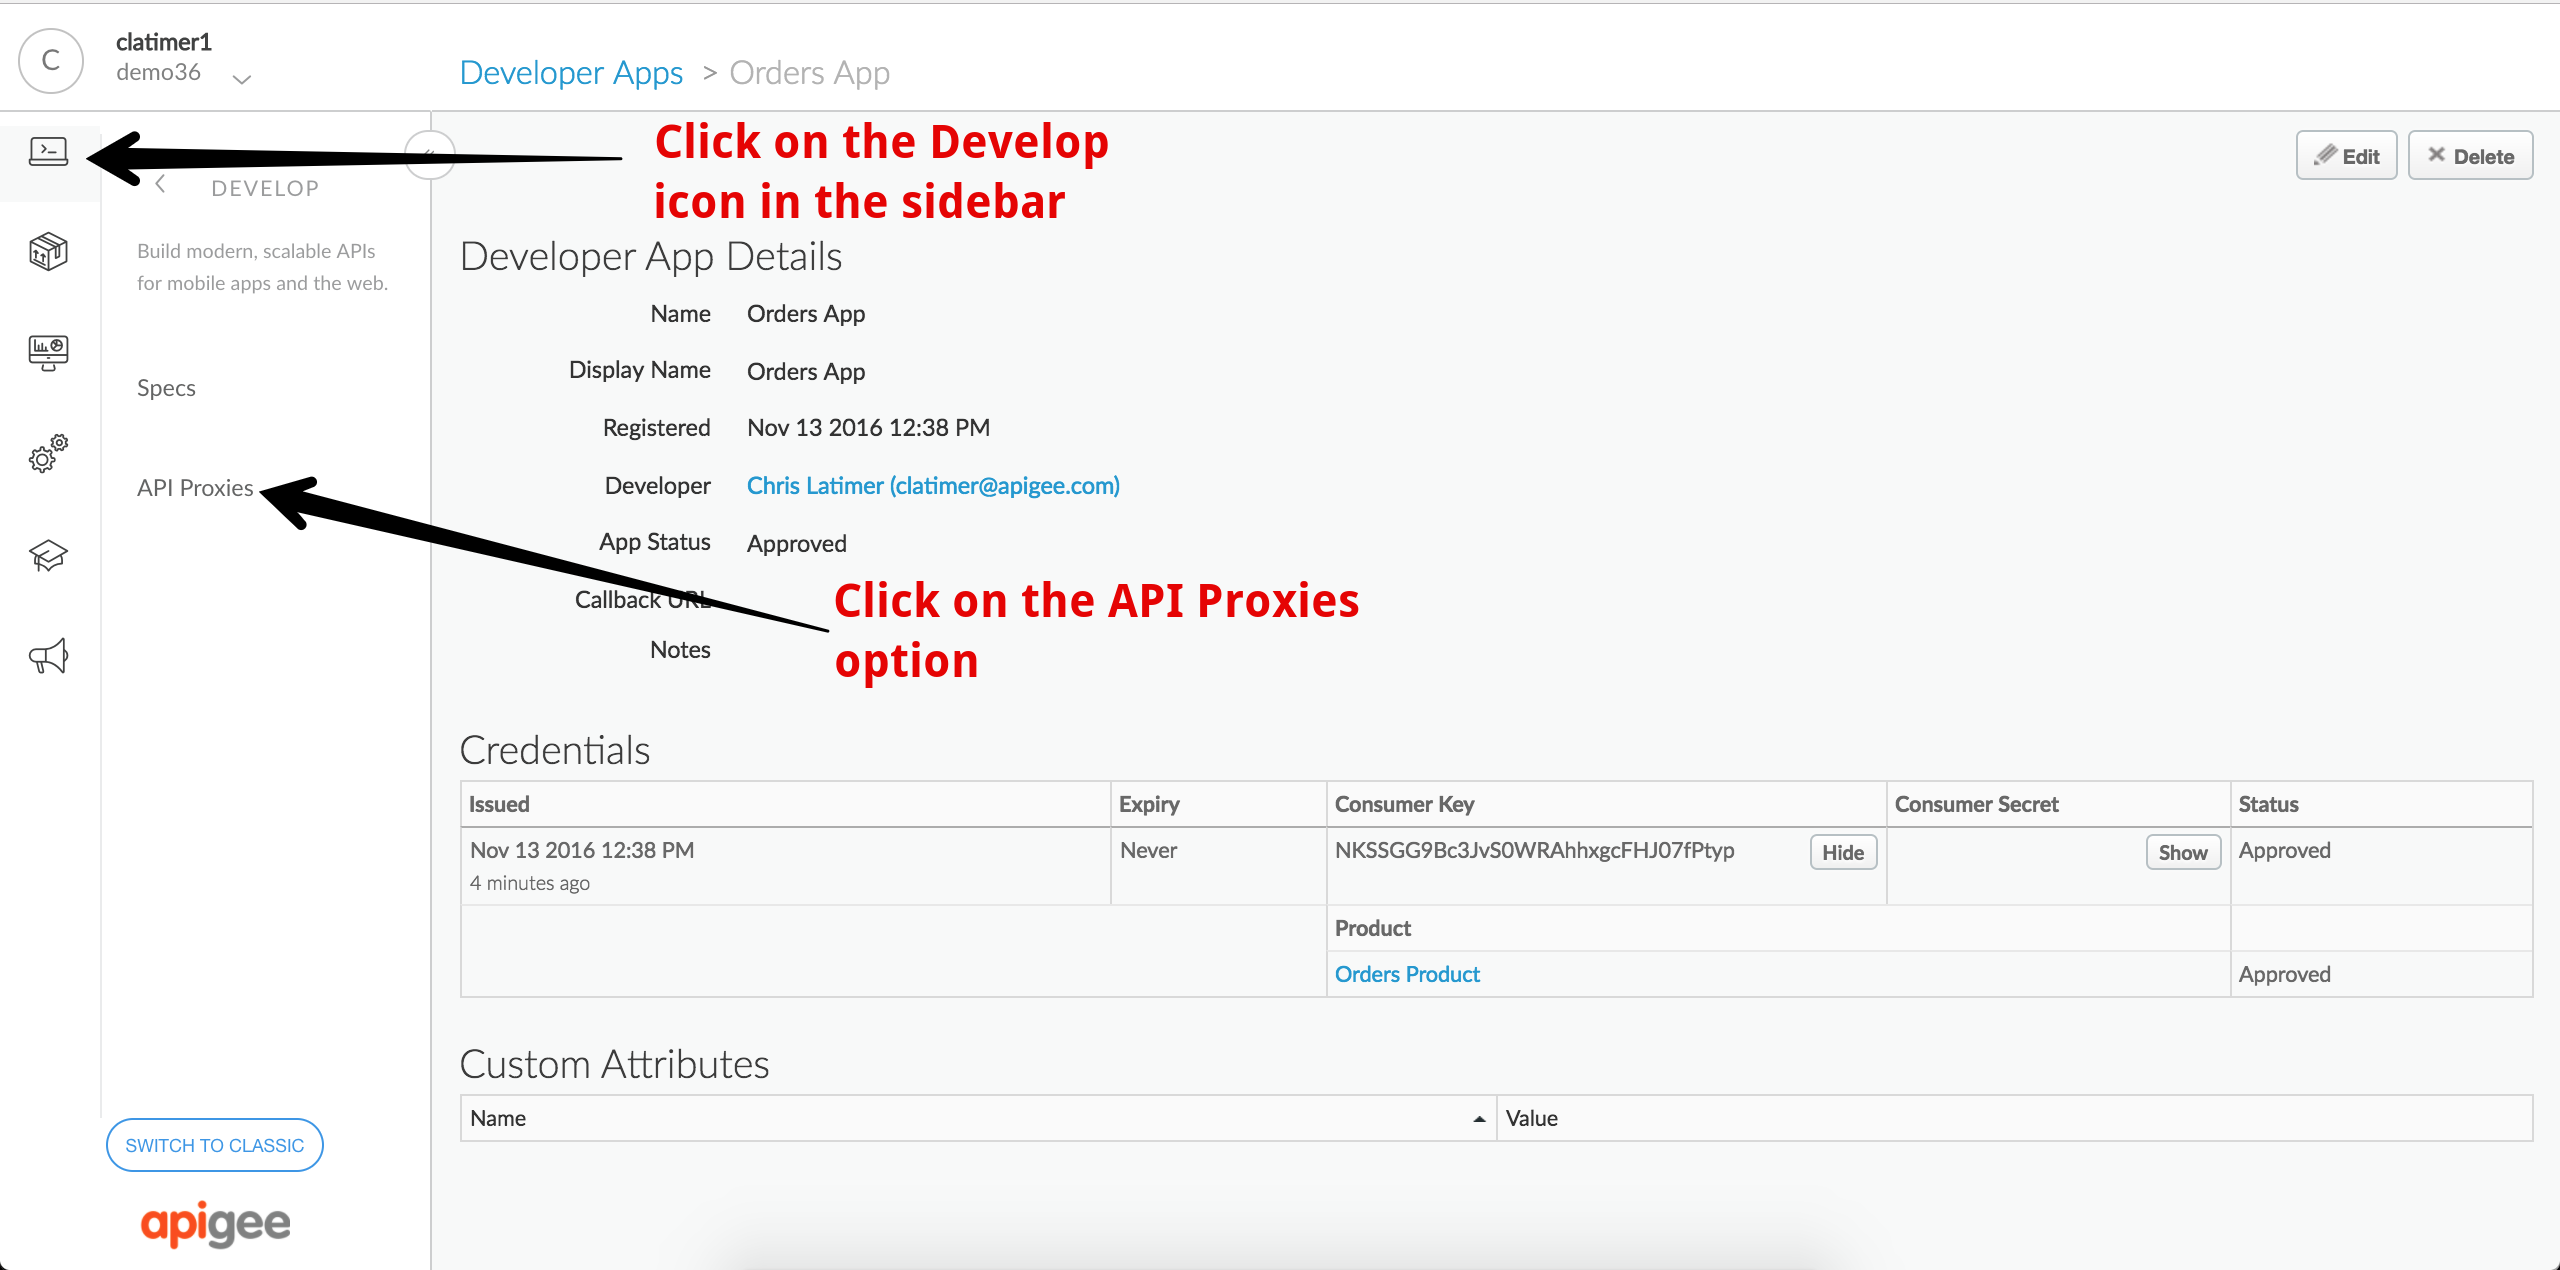 C
clatimer1
demo36
Developer Apps > Orders App
Click on the Develop
icon in the sidebar
Edit
Delete
DEVELOP
Build modern, scalable APIs
for mobile apps and the web.
Specs
API Proxies
Developer App Details
Name Orders App
Display Name Orders App
Registered Nov 13 2016 12:38 PM
Developer Chris Latimer (clatimer@apigee.com)
App Status Approved
Callback URL
Notes
Click on the API Proxies
option
Credentials
Issued Expiry Consumer Key Consumer Secret Status
Nov 13 2016 12:38 PM Never NKSSGG9Bc3JvS0WRAhhxgcFHJ07fPtyp Hide Show Approved
4 minutes ago
Product
Orders Product Approved
Custom Attributes
Name Value
SWITCH TO CLASSIC
apigee